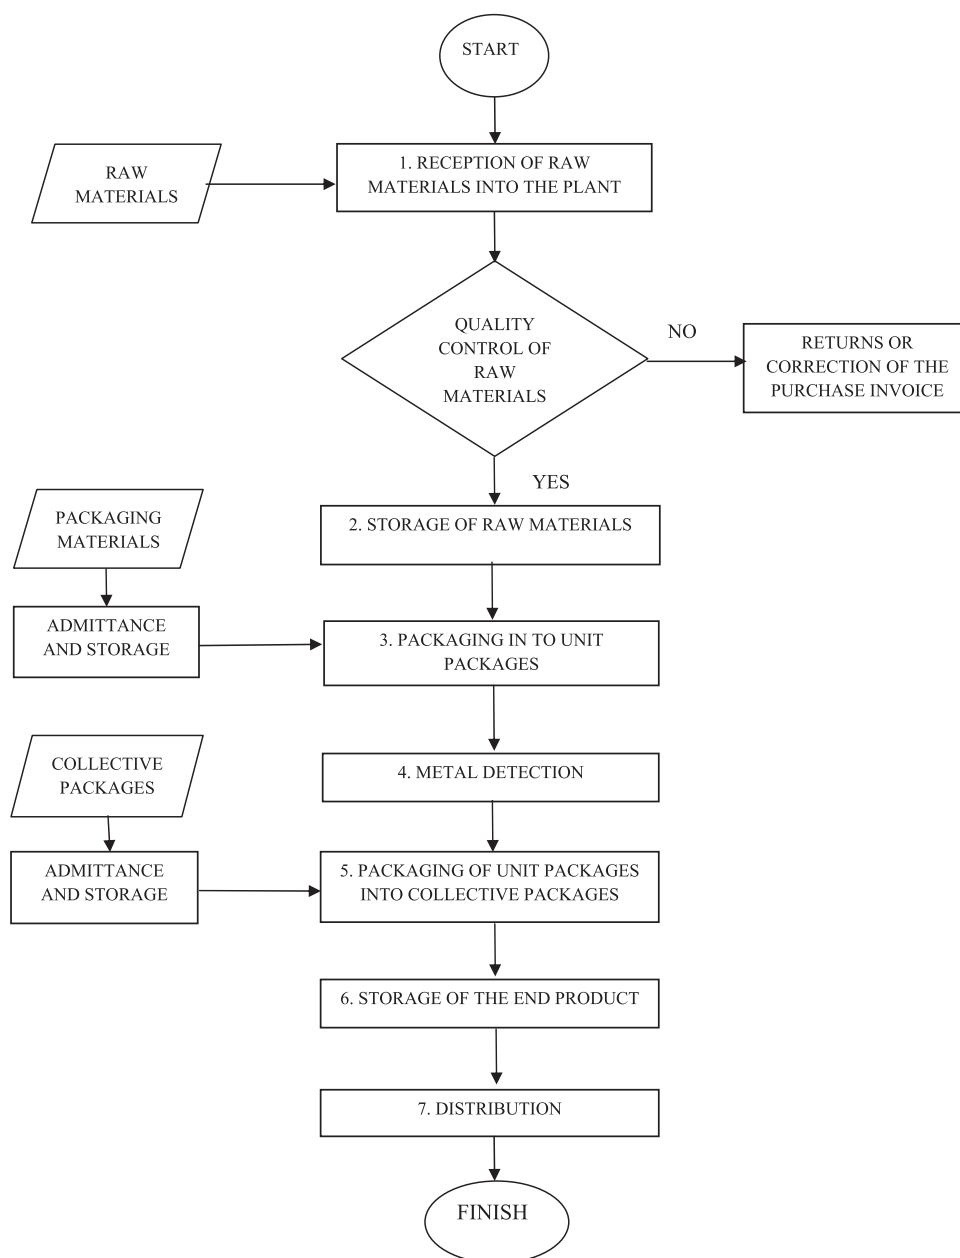 START
RAW
MATERIALS
1. RECEPTION OF RAW
MATERIALS INTO THE PLANT
QUALITY
CONTROL OF
RAW
MATERIALS
NO
RETURNS OR
CORRECTION OF THE
PURCHASE INVOICE
YES
PACKAGING
MATERIALS
2. STORAGE OF RAW MATERIALS
ADMITTANCE
AND STORAGE
3. PACKAGING IN TO UNIT
PACKAGES
COLLECTIVE
PACKAGES
4. METAL DETECTION
ADMITTANCE
AND STORAGE
5. PACKAGING OF UNIT PACKAGES
INTO COLLECTIVE PACKAGES
6. STORAGE OF THE END PRODUCT
7. DISTRIBUTION
FINISH